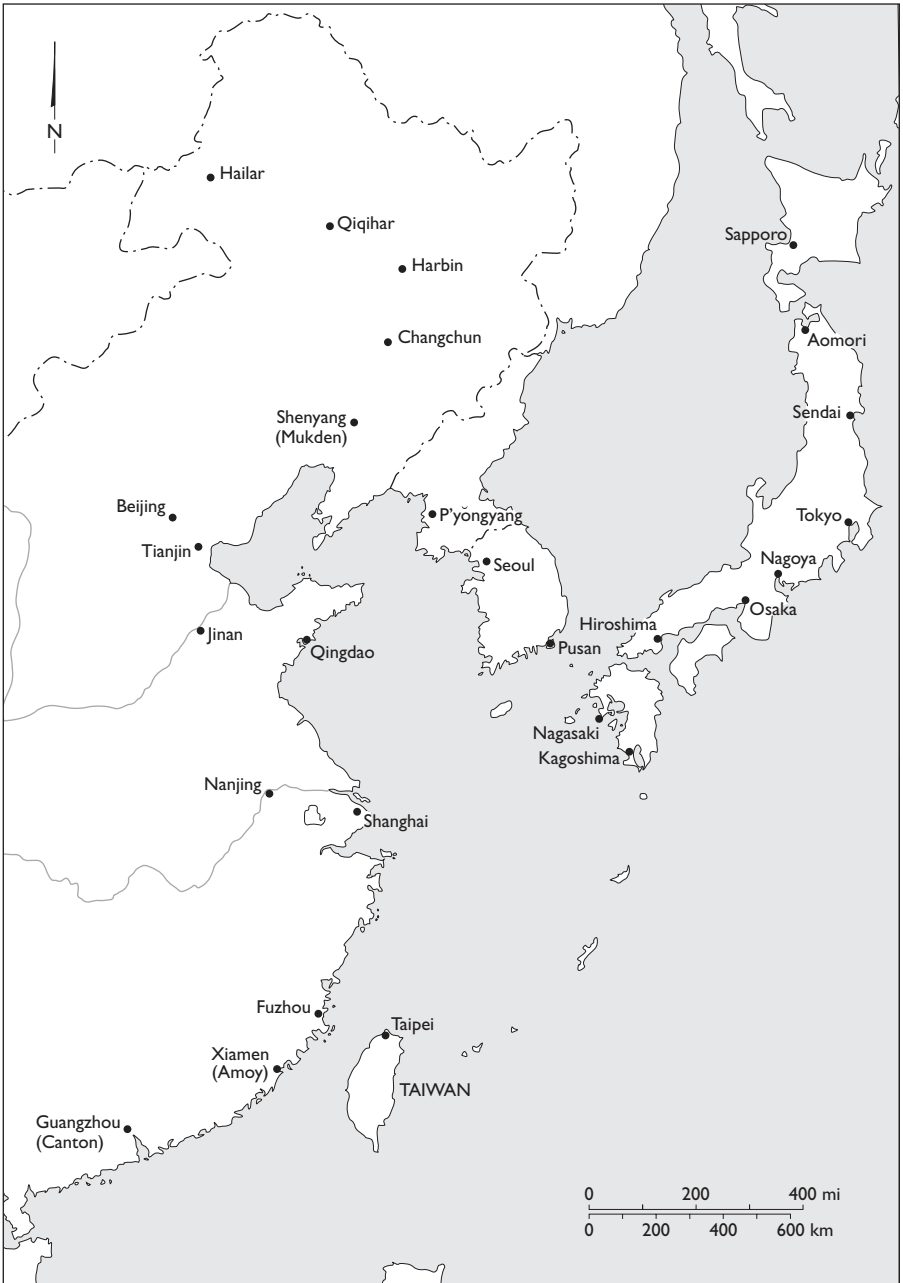 N
Hailar
Qiqihar
Sapporo
Harbin
Changchun
Aomori
Shenyang
(Mukden)
Sendai
Beijing
P'yongyang
Tokyo
Tianjin
Seoul
Nagoya
Osaka
Hiroshima
Jinan
Qingdao
Pusan
Nagasaki
Kagoshima
Nanjing
Shanghai
Fuzhou
Taipei
Xiamen
(Amoy)
TAIWAN
Guangzhou
(Canton)
0 200 400 mi
0 200 400 600 km